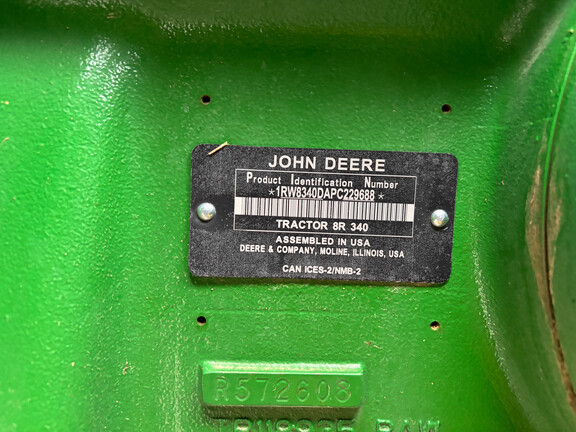 JOHN DEERE
Product Identification Number
*1RW8340DAPC229688*
TRACTOR 8R 340
ASSEMBLED IN USA
DEERE & COMPANY, MOLINE, ILLINOIS, USA
CAN ICES-2/NMB-2
R572608